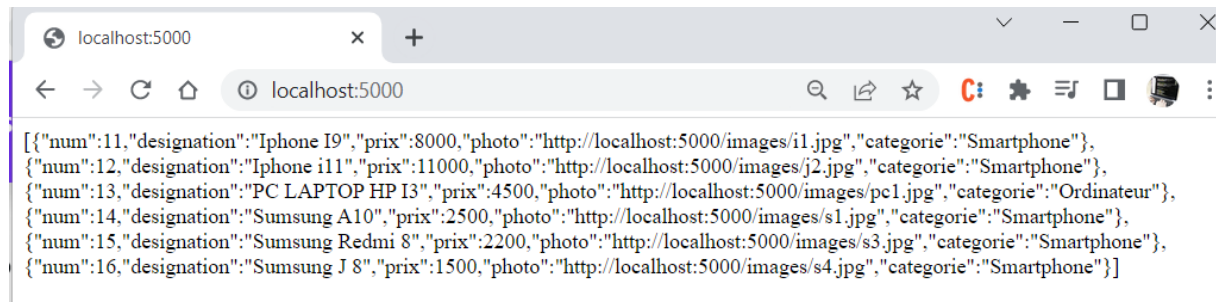 localhost:5000
localhost:5000
[{"num":11,"designation":"Iphone I9","prix":8000,"photo":"http://localhost:5000/images/i1.jpg","categorie":"Smartphone"},
{"num":12,"designation":"Iphone i11","prix":11000,"photo":"http://localhost:5000/images/j2.jpg","categorie":"Smartphone"},
{"num":13,"designation":"PC LAPTOP HP I3","prix":4500,"photo":"http://localhost:5000/images/pc1.jpg","categorie":"Ordinateur"},
{"num":14,"designation":"Sumsung A10","prix":2500,"photo":"http://localhost:5000/images/s1.jpg","categorie":"Smartphone"},
{"num":15,"designation":"Sumsung Redmi 8","prix":2200,"photo":"http://localhost:5000/images/s3.jpg","categorie":"Smartphone"},
{"num":16,"designation":"Sumsung J 8","prix":1500,"photo":"http://localhost:5000/images/s4.jpg","categorie":"Smartphone"}]